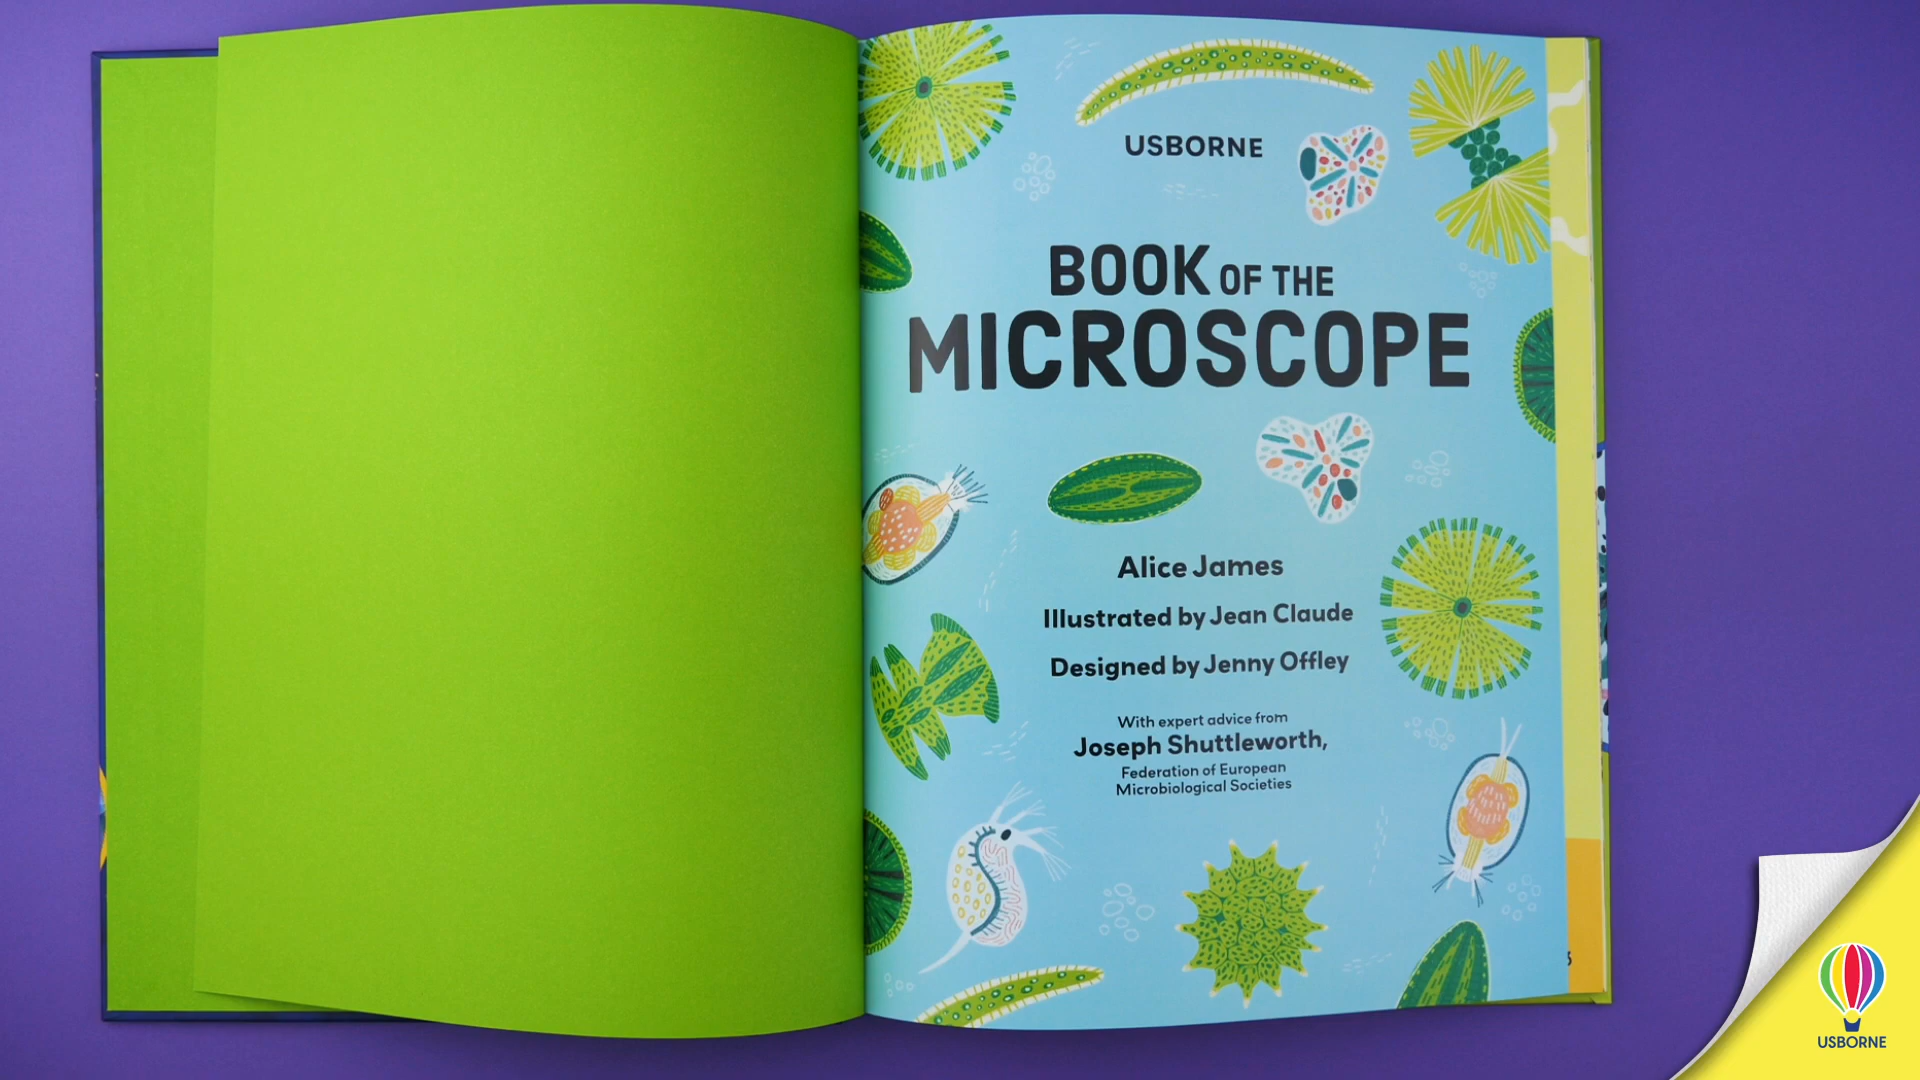 USBORNE
BOOK OF THE
MICROSCOPE
Alice James
Illustrated by Jean Claude
Designed by Jenny Offley
With expert advice from
Joseph Shuttleworth,
Federation of European
Microbiological Societies
USBORNE